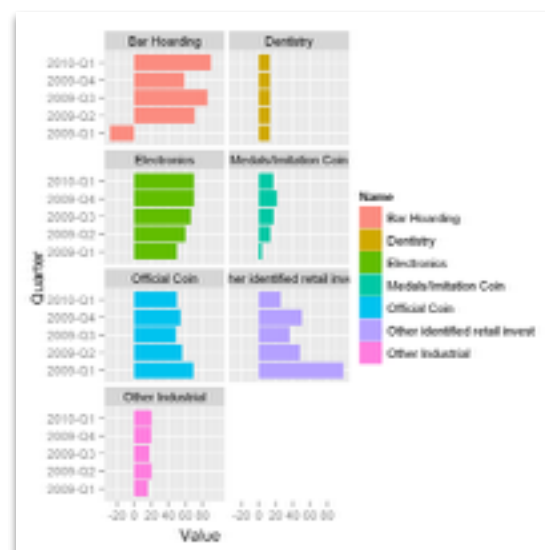 Bar Hoarding
Dentistry
2010-Q1
2009-Q4
2009-Q3
2009-Q2
2009-Q1
Electronics
Medals/Imitation Coin
2010-Q1
2009-Q4
2009-Q3
2009-Q2
2009-Q1
Official Coin
her identified retail inves
2010-Q1
2009-Q4
2009-Q3
2009-Q2
2009-Q1
Other Industrial
2010-Q1
2009-Q4
2009-Q3
2009-Q2
2009-Q1
-20 0 20 40 60 80
-20 0 20 40 60 80
Value
Quarter
Name
Bar Hoarding
Dentistry
Electronics
Medals/Imitation Coin
Official Coin
Other identified retail invest
Other Industrial